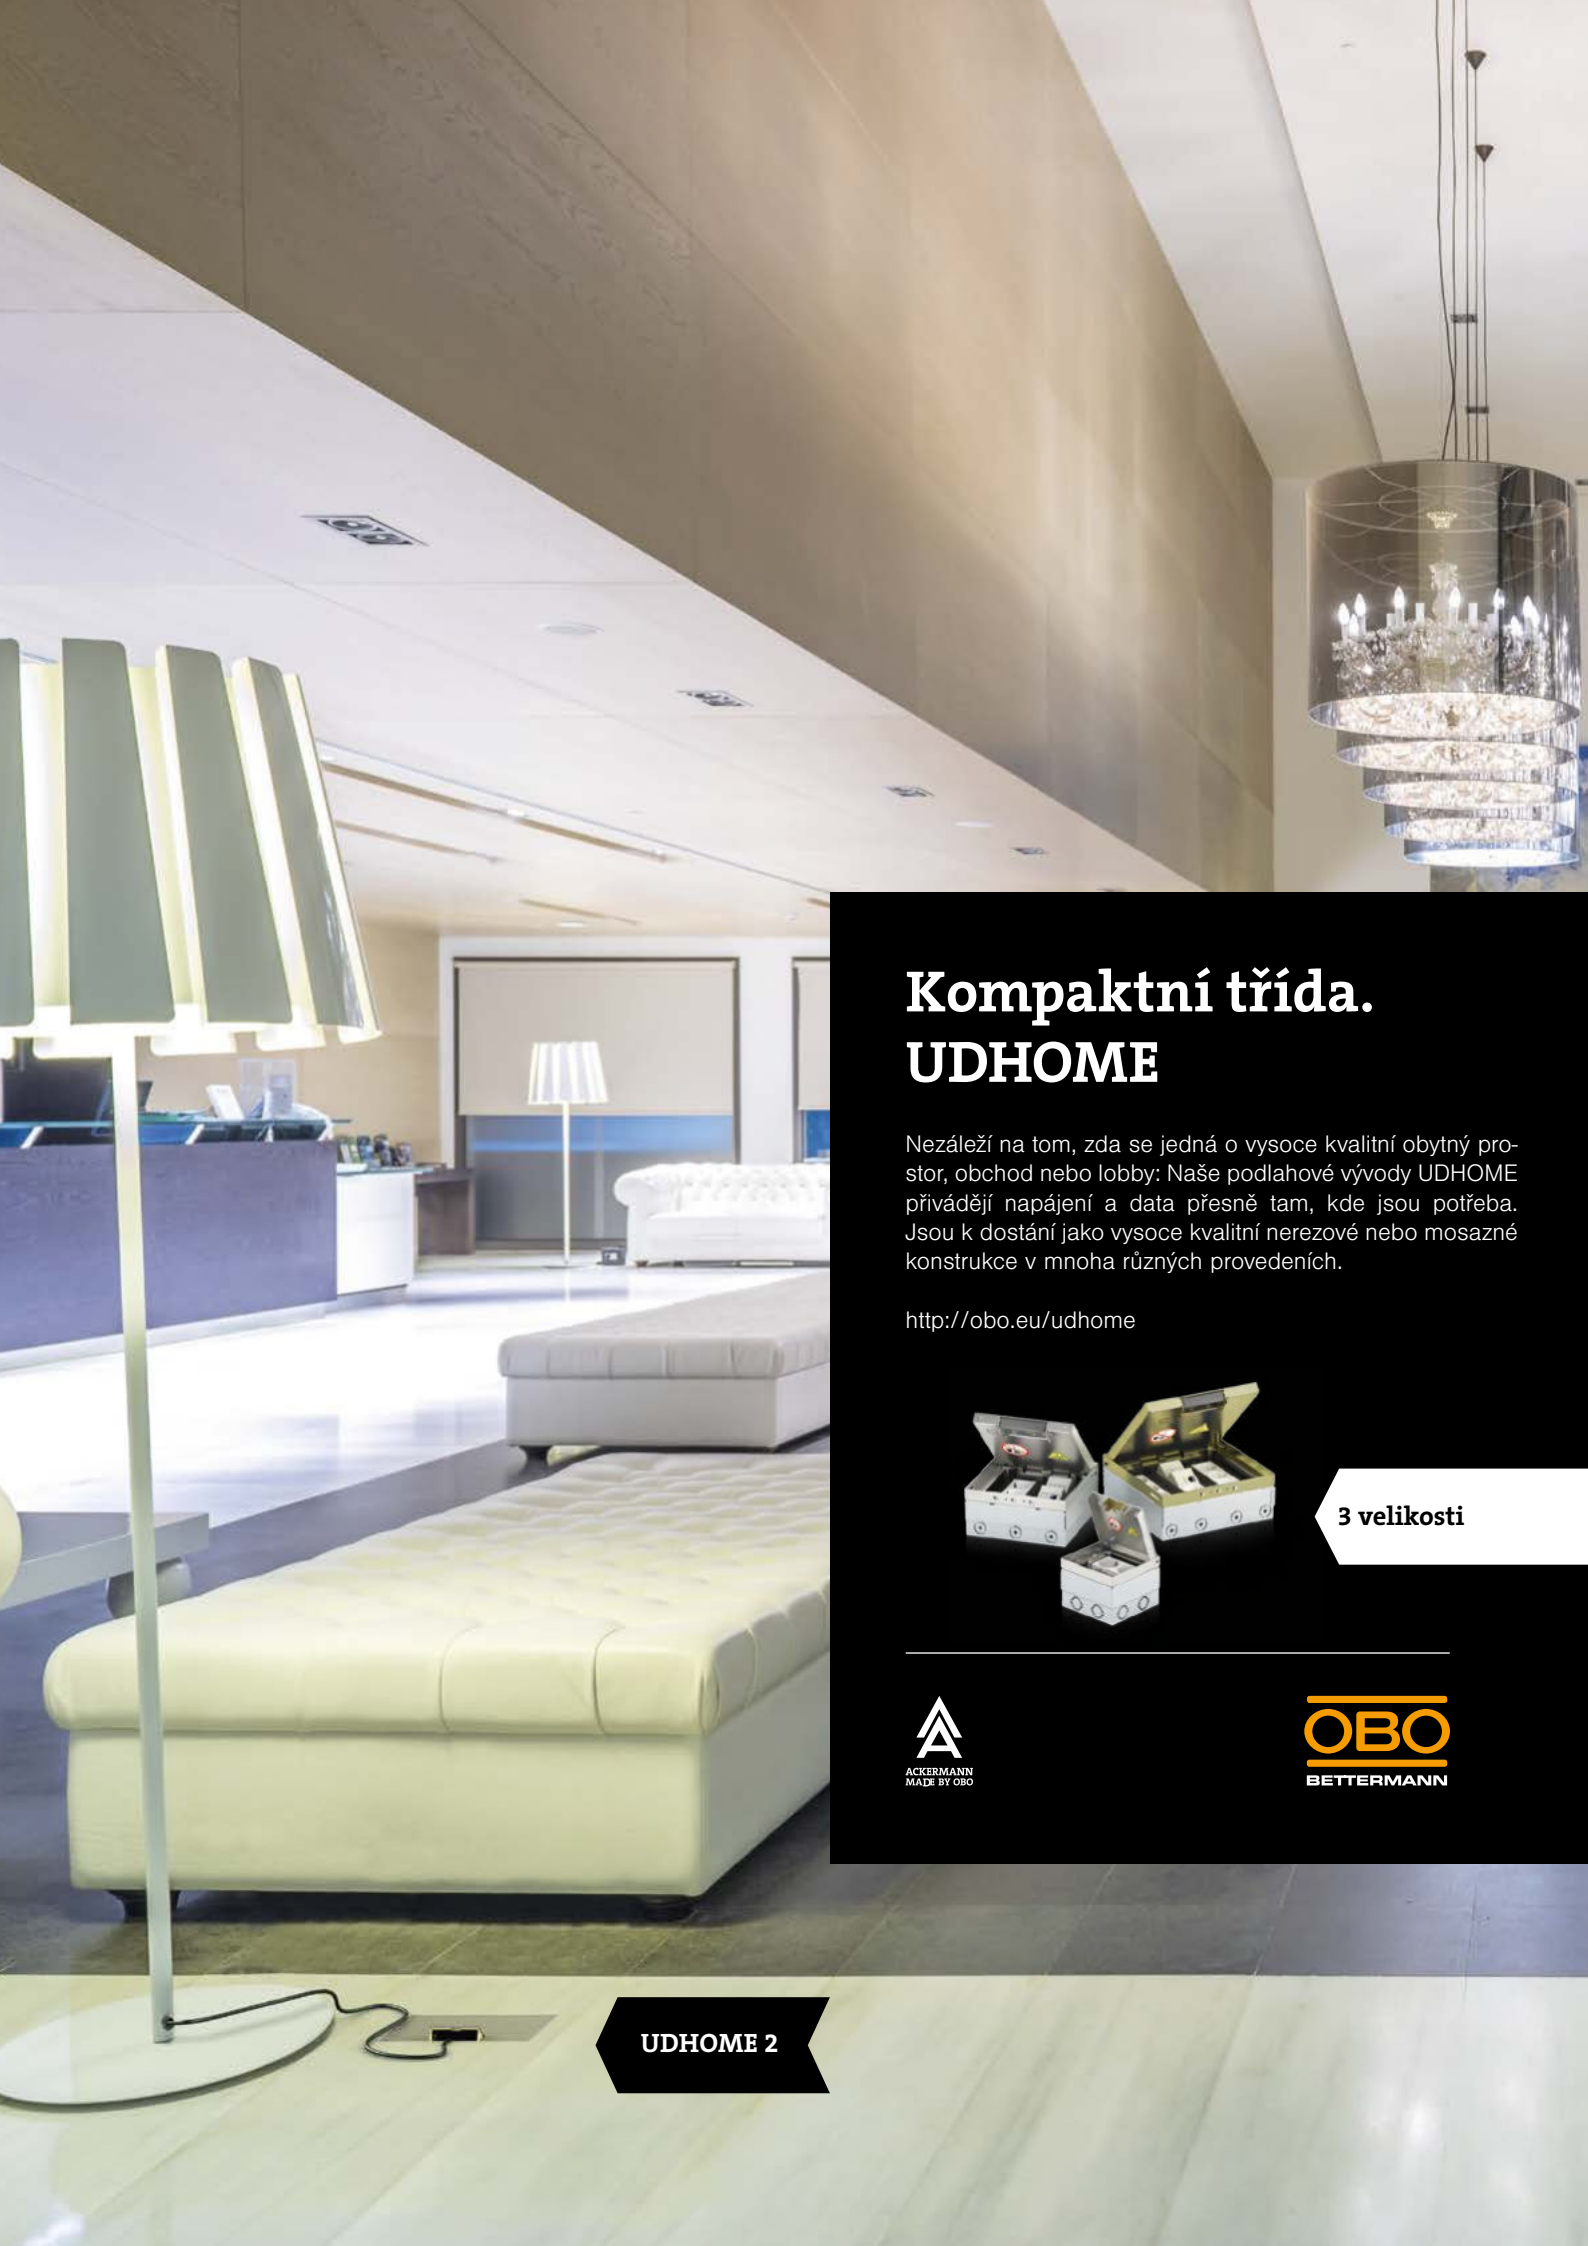 Kompaktní třída.
UDHOME
Nezáleží na tom, zda se jedná o vysoce kvalitní obytný pro-
stor, obchod nebo lobby: Naše podlahové vývody UDHOME
přivádějí napájení a data přesně tam, kde jsou potřeba.
Jsou k dostání jako vysoce kvalitní nerezové nebo mosazné
konstrukce v mnoha různých provedeních.
http://obo.eu/udhome
3 velikosti
ACKERMANN
MADE BY OBO
OBO
BETTERMANN
UDHOME 2